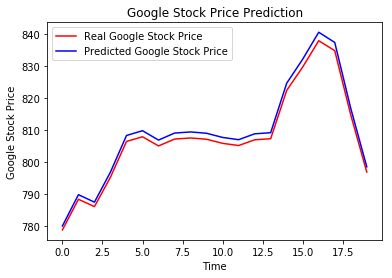 Google Stock Price Prediction
Real Google Stock Price
Predicted Google Stock Price
Google Stock Price
840
830
820
810
800
790
780
0.0 2.5 5.0 7.5 10.0 12.5 15.0 17.5
Time